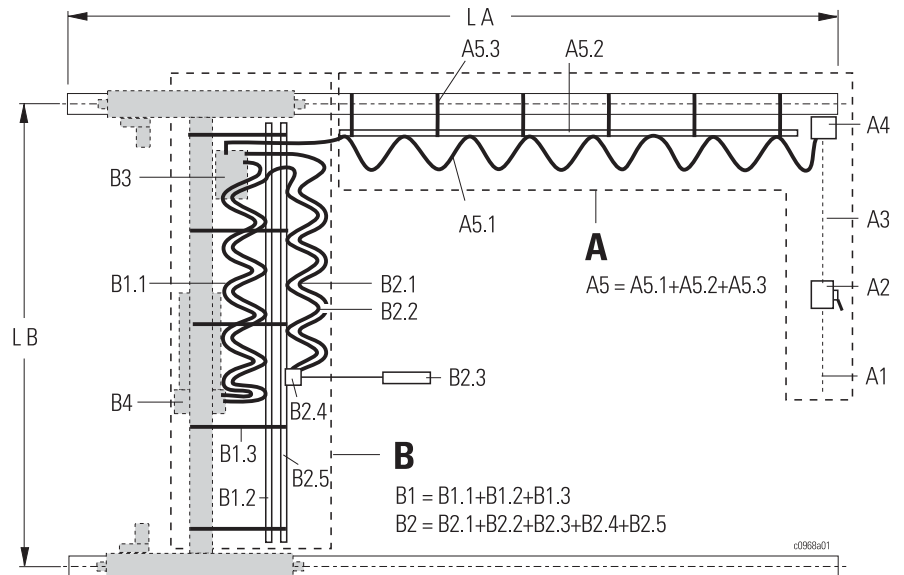 L A
A5.3
A5.2
A4
B3
A5.1
A3
A
A5 = A5.1+A5.2+A5.3
B1.1
B2.1
A2
B2.2
L B
B2.3
A1
B4
B2.4
B1.3
B
B2.5
B1.2
B1 = B1.1+B1.2+B1.3
B2 = B2.1+B2.2+B2.3+B2.4+B2.5
c0968a01